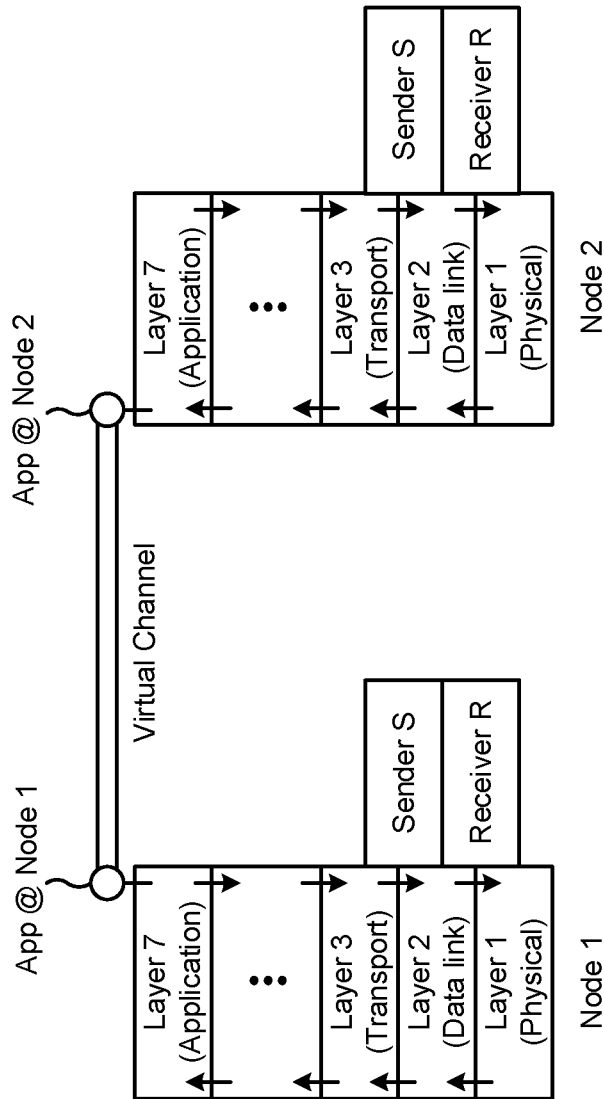 App @ Node 1
App @ Node 2
Virtual Channel
Layer 7
(Application)
...
Layer 3
(Transport)
Layer 2
(Data link)
Layer 1
(Physical)
Sender S
Receiver R
Node 1
Layer 7
(Application)
...
Layer 3
(Transport)
Layer 2
(Data link)
Layer 1
(Physical)
Sender S
Receiver R
Node 2